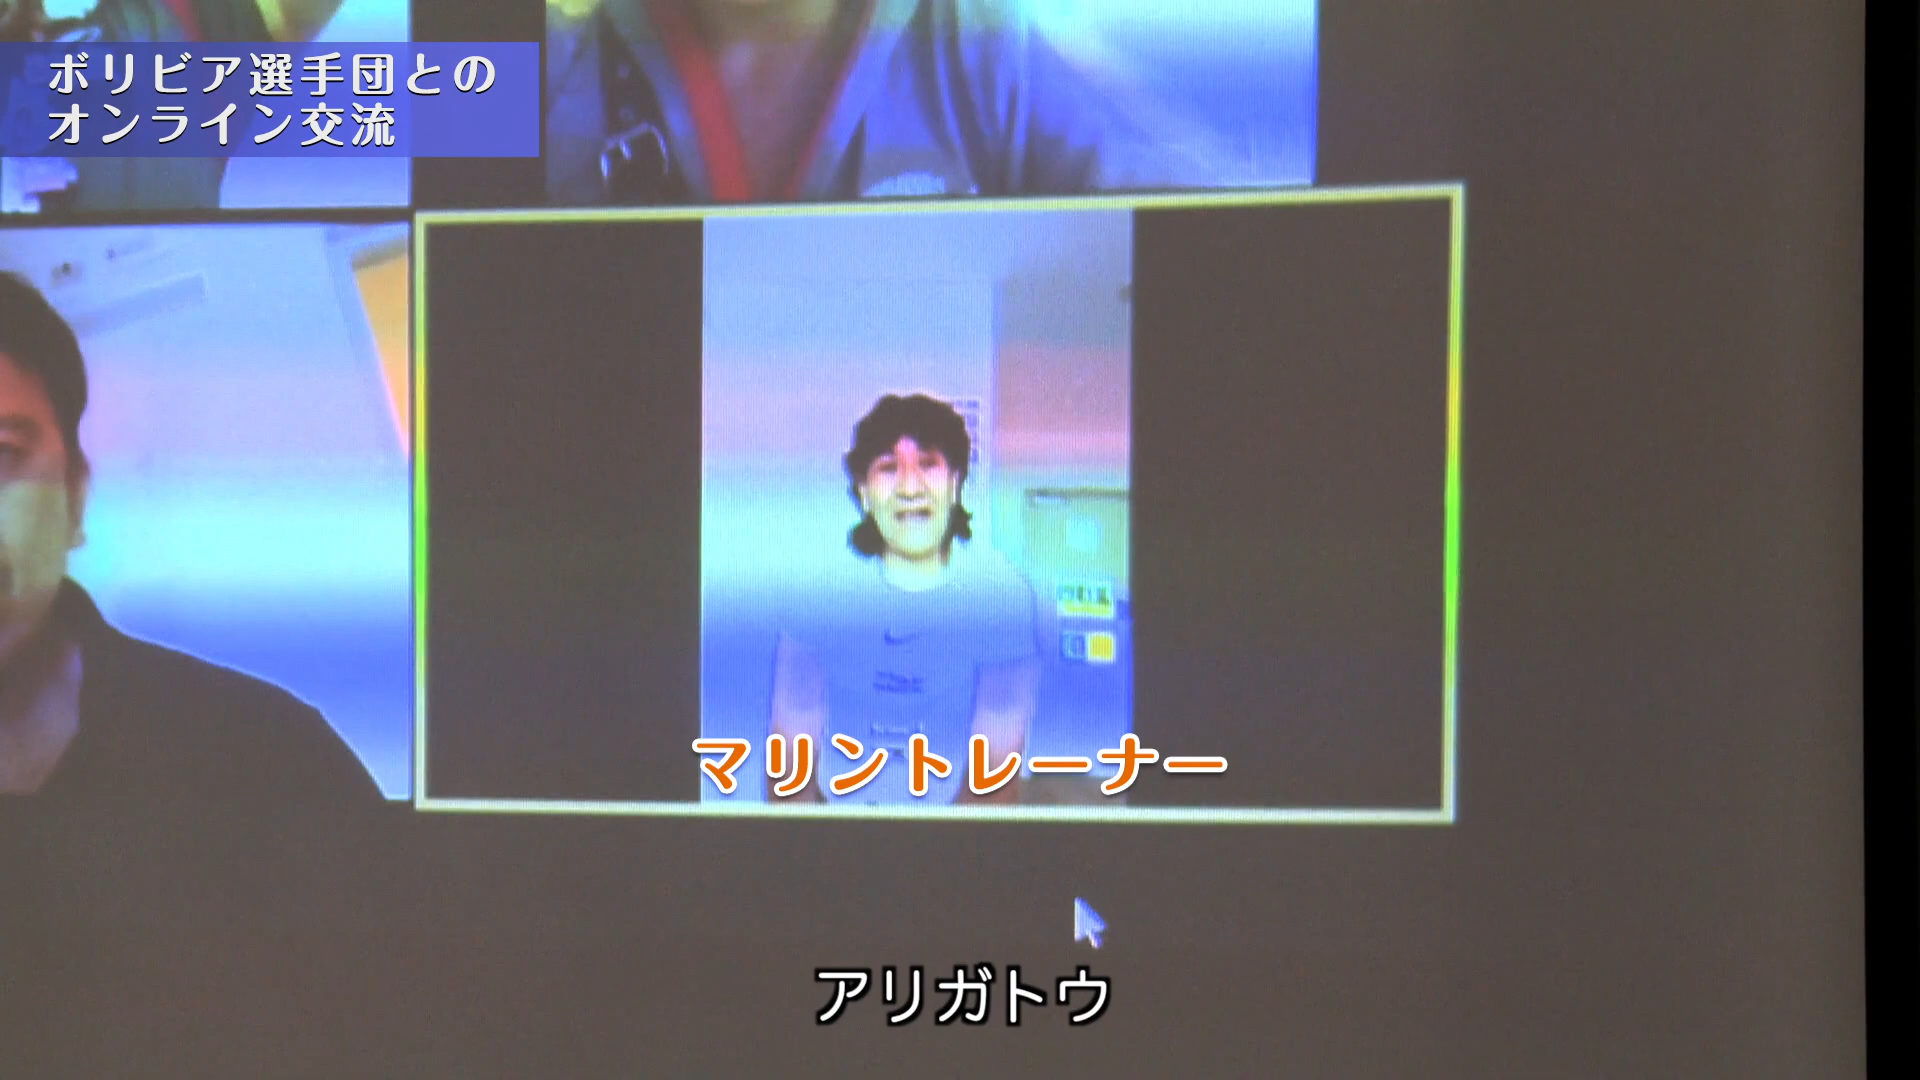 ボリビア選手団との
オンライン交流
マリントレーナー
アリガトウ